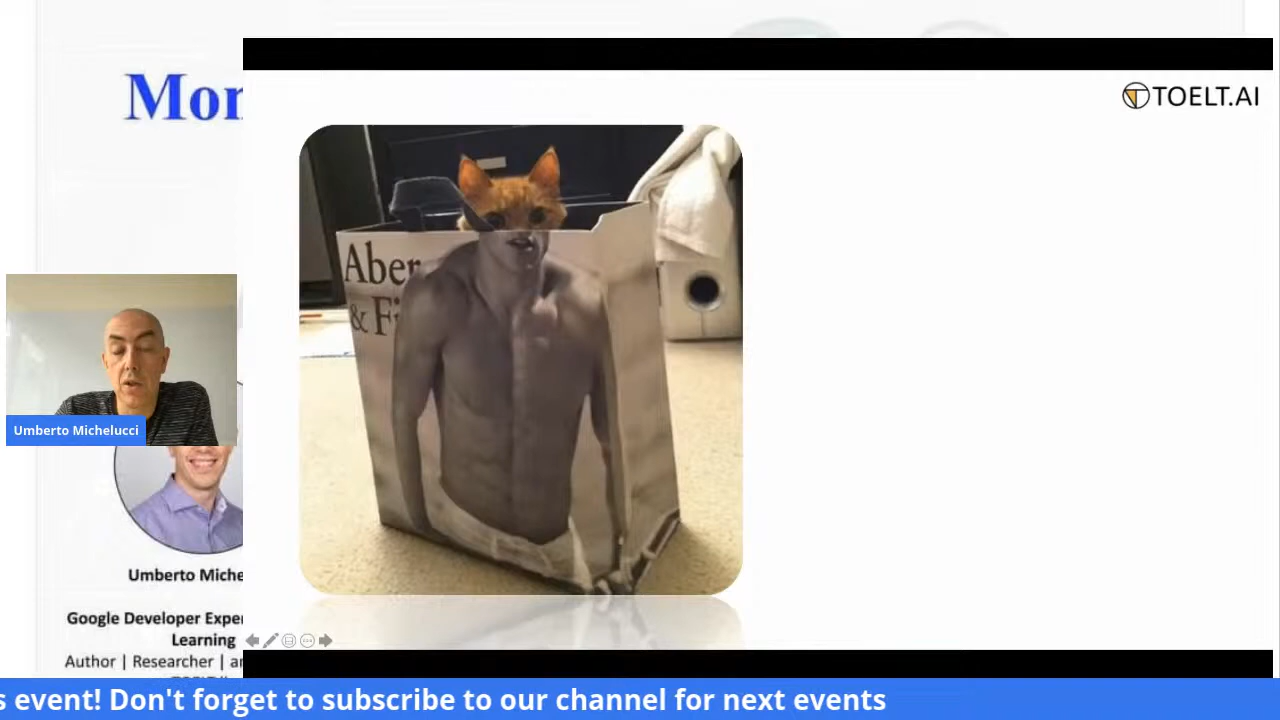 Mon
TOELT.AI
Aber
& Fi
Umberto Michelucci
Umberto Miche
Google Developer Exper
Learning
Author | Researcher | an
s event! Don't forget to subscribe to our channel for next events